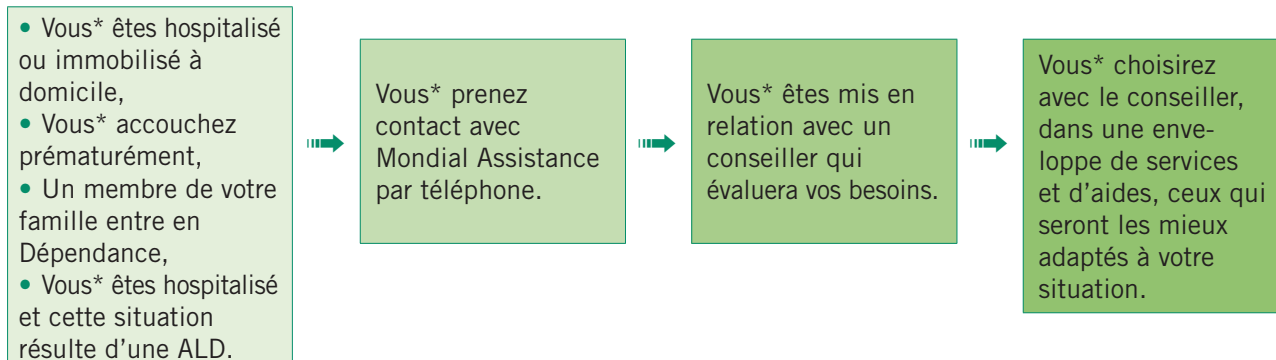 • Vous* êtes hospitalisé
ou immobilisé à
domicile,
• Vous* accouchez
prématurément,
• Un membre de votre
famille entre en
Dépendance,
• Vous* êtes hospitalisé
et cette situation
résulte d'une ALD.
Vous* prenez
contact avec
Mondial Assistance
par téléphone.
Vous* êtes mis en
relation avec un
conseiller qui
évaluera vos besoins.
Vous* choisirez
avec le conseiller,
dans une enve-
loppe de services
et d'aides, ceux qui
seront les mieux
adaptés à votre
situation.